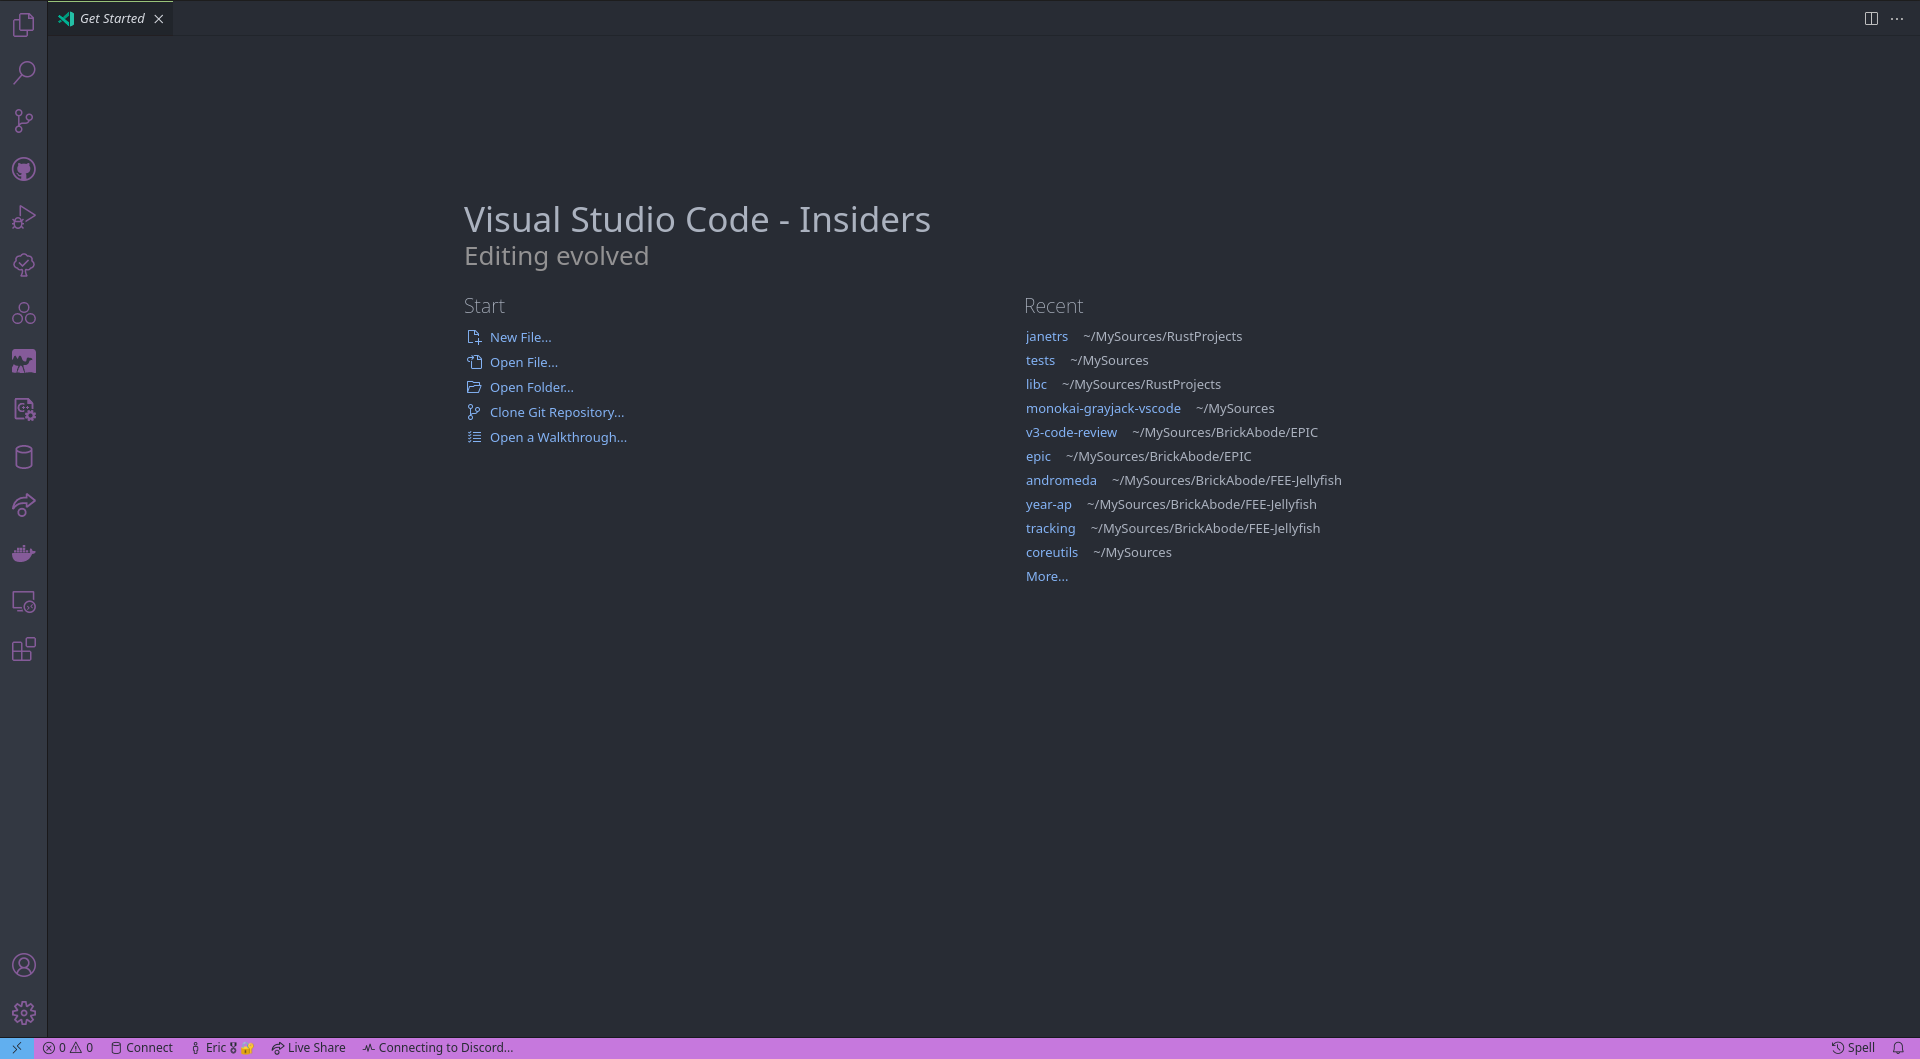 Get Started
Visual Studio Code - Insiders
Editing evolved
Start
New File...
Open File...
Open Folder...
Clone Git Repository...
Open a Walkthrough...
Recent
janetrs ~/MySources/RustProjects
tests ~/MySources
libc ~/MySources/RustProjects
monokai-grayjack-vscode ~/MySources
v3-code-review ~/MySources/BrickAbode/EPIC
epic ~/MySources/BrickAbode/EPIC
andromeda ~/MySources/BrickAbode/FEE-Jellyfish
year-ap ~/MySources/BrickAbode/FEE-Jellyfish
tracking ~/MySources/BrickAbode/FEE-Jellyfish
coreutils ~/MySources
More...
0 0 Connect Eric 🎖 🔐 Live Share Connecting to Discord... Spell